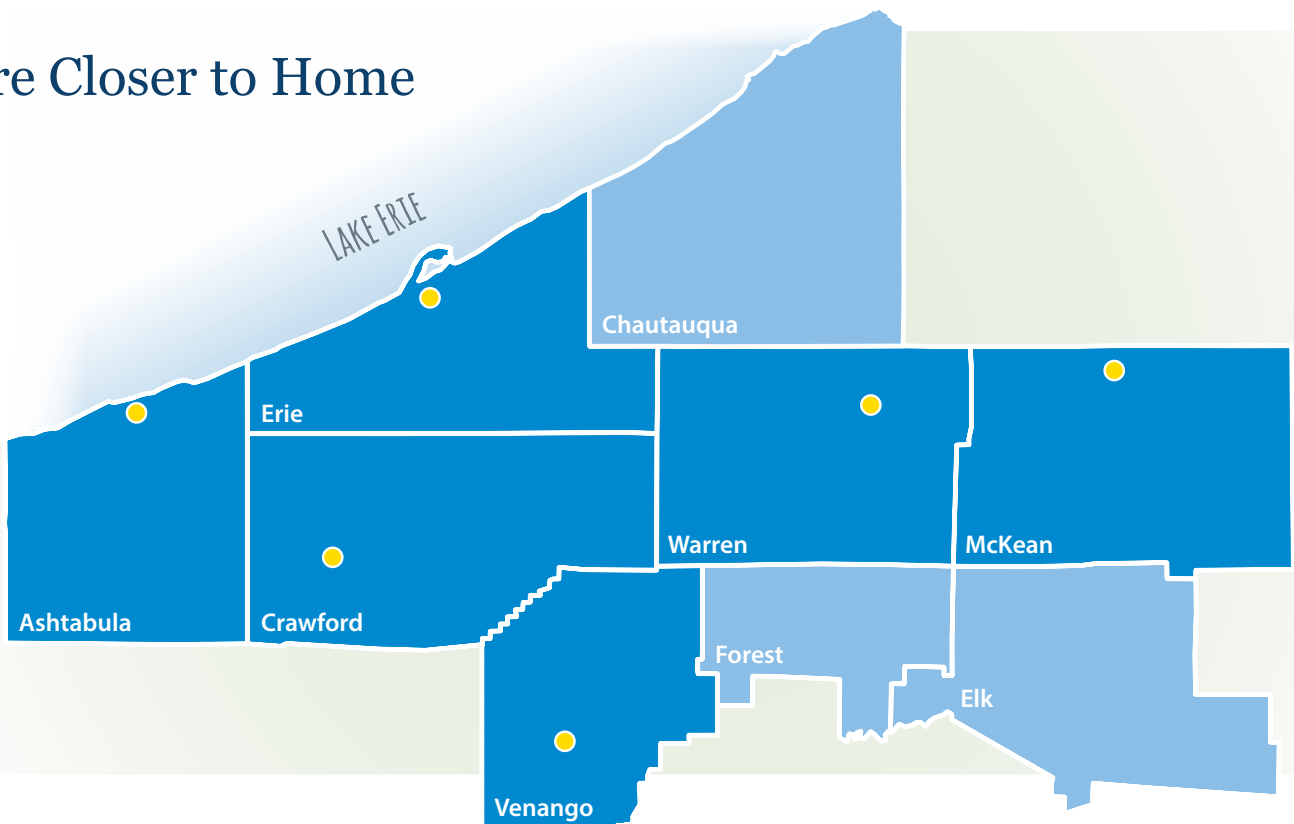 re Closer to Home
LAKE ERIE
Chautauqua
Erie
Warren
McKean
Ashtabula
Crawford
Forest
Elk
Venango